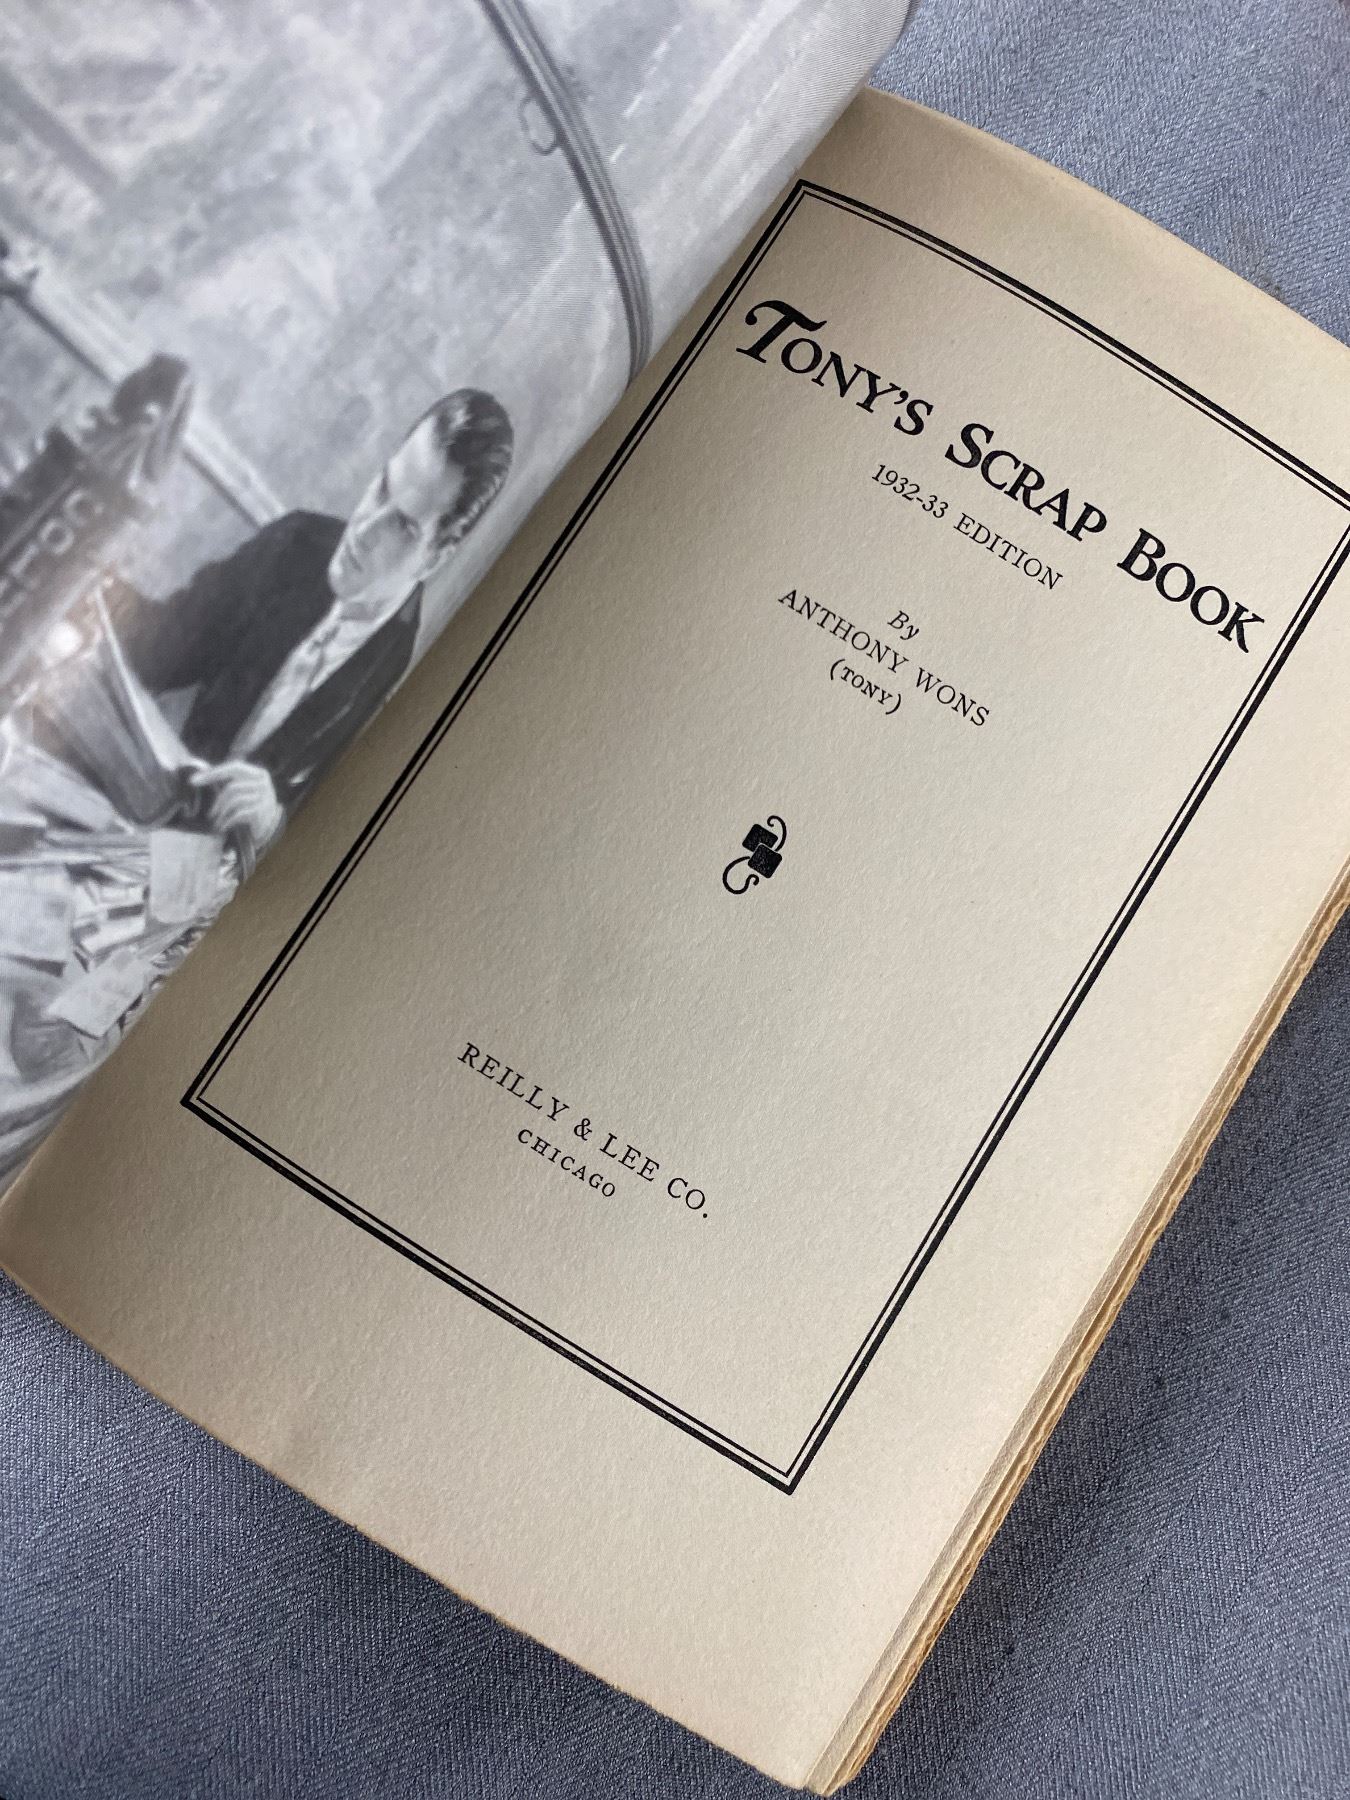 TONY'S SCRAP BOOK
1932-33 EDITION
By
ANTHONY WONS
(TONY)
REILLY & LEE CO.
CHICAGO